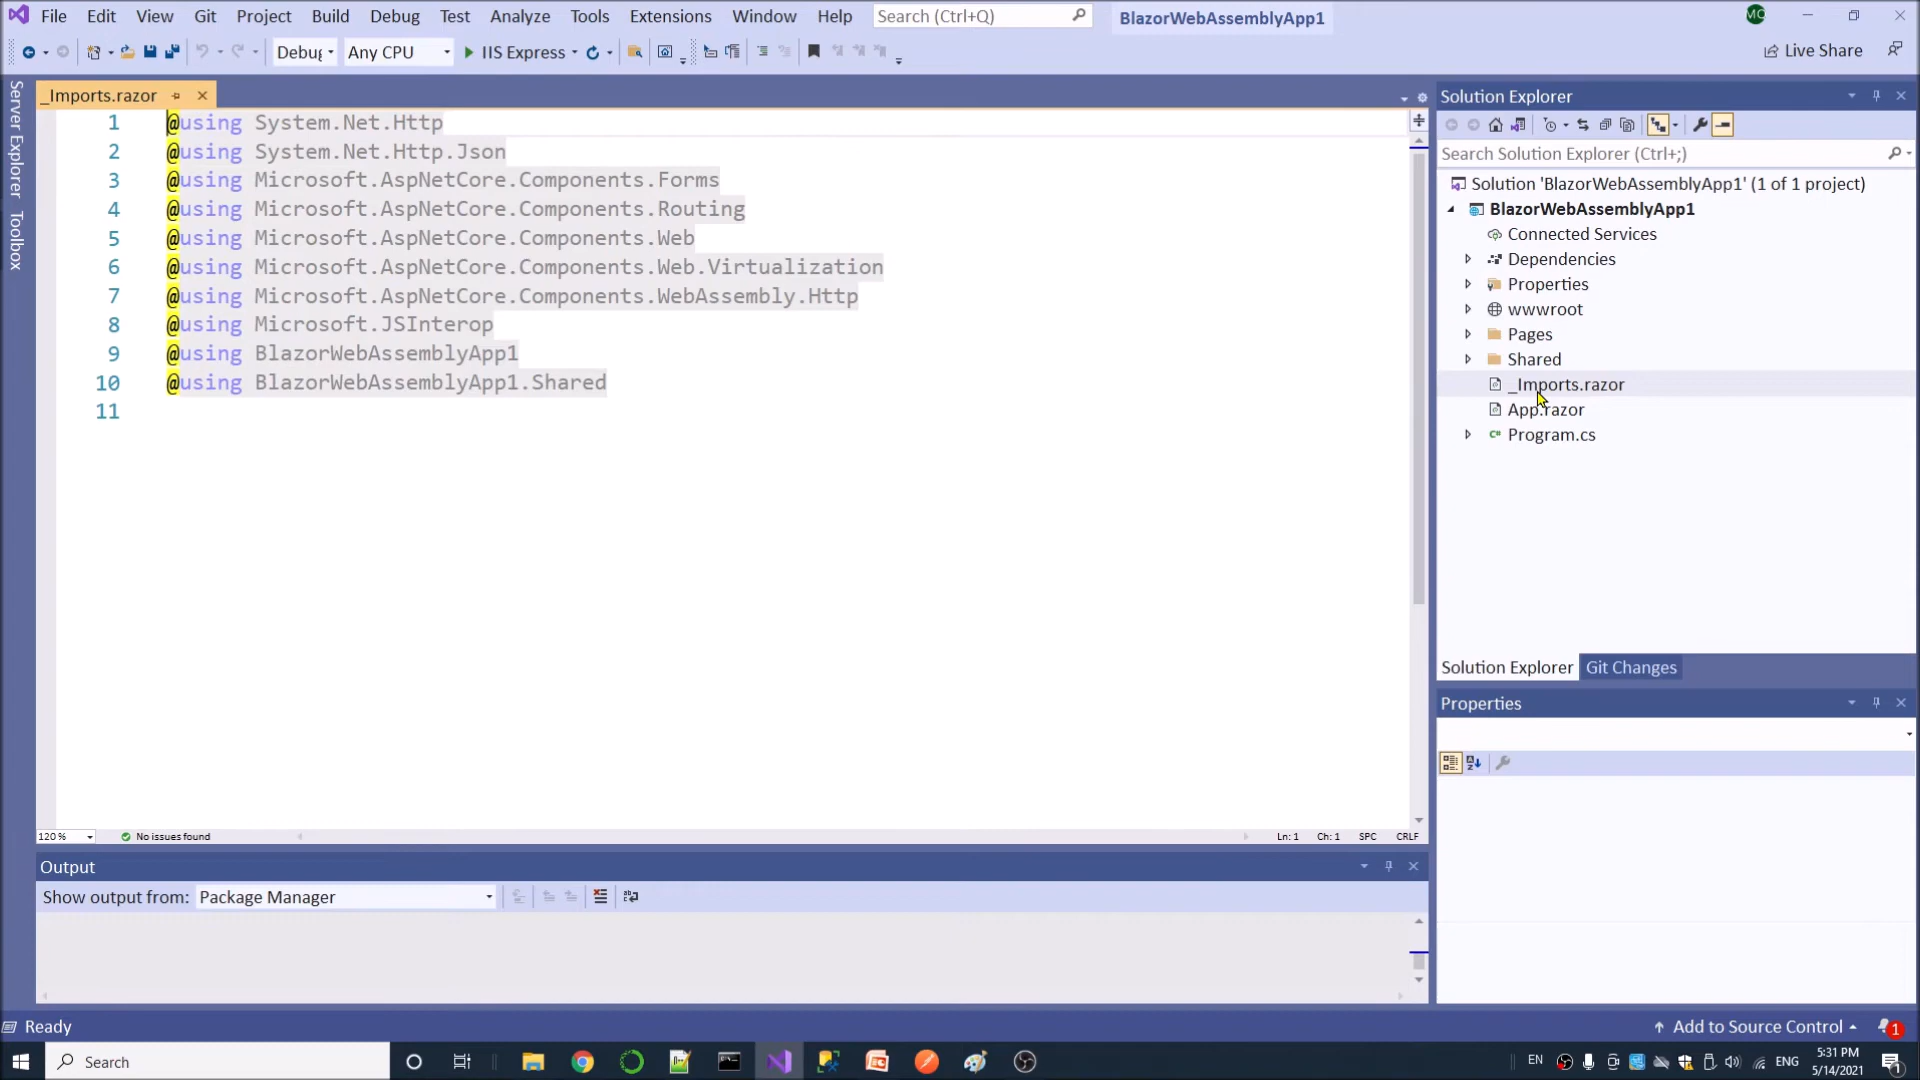 File Edit View Git Project Build Debug Test Analyze Tools Extensions Window Help Search (Ctrl+Q) BlazorWebAssemblyApp1 MC
Debug Any CPU IIS Express Live Share
Server Explorer
Toolbox
_Imports.razor
1 @using System.Net.Http
2 @using System.Net.Http.Json
3 @using Microsoft.AspNetCore.Components.Forms
4 @using Microsoft.AspNetCore.Components.Routing
5 @using Microsoft.AspNetCore.Components.Web
6 @using Microsoft.AspNetCore.Components.Web.Virtualization
7 @using Microsoft.AspNetCore.Components.WebAssembly.Http
8 @using Microsoft.JSInterop
9 @using BlazorWebAssemblyApp1
10 @using BlazorWebAssemblyApp1.Shared
11
120 % No issues found Ln: 1 Ch: 1 SPC CRLF
Output
Show output from: Package Manager
Solution Explorer
Search Solution Explorer (Ctrl+;)
Solution 'BlazorWebAssemblyApp1' (1 of 1 project)
BlazorWebAssemblyApp1
Connected Services
Dependencies
Properties
wwwroot
Pages
Shared
_Imports.razor
App.razor
C# Program.cs
Solution Explorer Git Changes
Properties
Ready Add to Source Control 1
Search EN ENG 5:31 PM
5/14/2021 1